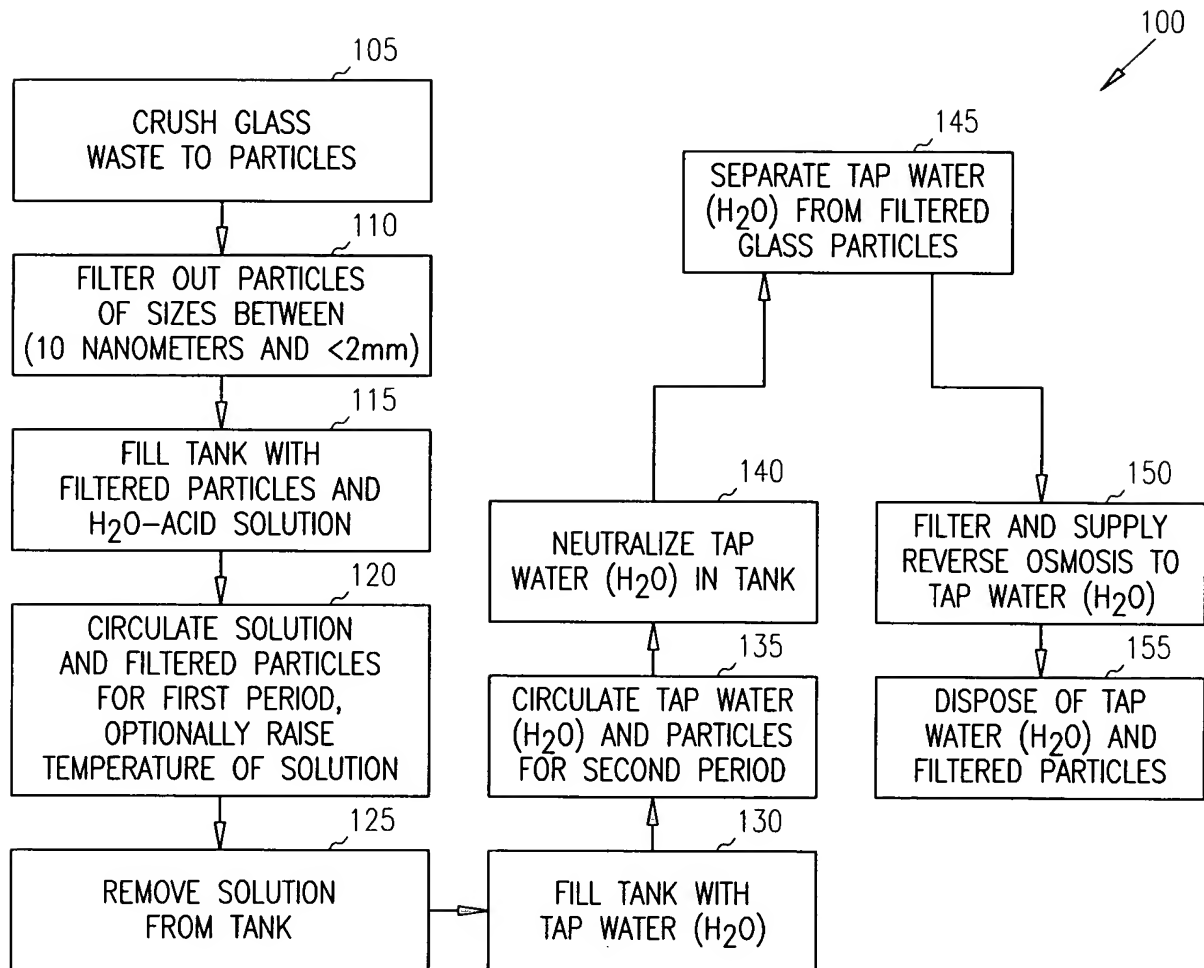 100
105
CRUSH GLASS
WASTE TO PARTICLES
110
FILTER OUT PARTICLES
OF SIZES BETWEEN
(10 NANOMETERS AND <2mm)
115
FILL TANK WITH
FILTERED PARTICLES AND
H2O-ACID SOLUTION
120
CIRCULATE SOLUTION
AND FILTERED PARTICLES
FOR FIRST PERIOD,
OPTIONALLY RAISE
TEMPERATURE OF SOLUTION
125
REMOVE SOLUTION
FROM TANK
130
FILL TANK WITH
TAP WATER (H2O)
135
CIRCULATE TAP WATER
(H2O) AND PARTICLES
FOR SECOND PERIOD
140
NEUTRALIZE TAP
WATER (H2O) IN TANK
145
SEPARATE TAP WATER
(H2O) FROM FILTERED
GLASS PARTICLES
150
FILTER AND SUPPLY
REVERSE OSMOSIS TO
TAP WATER (H2O)
155
DISPOSE OF TAP
WATER (H2O) AND
FILTERED PARTICLES